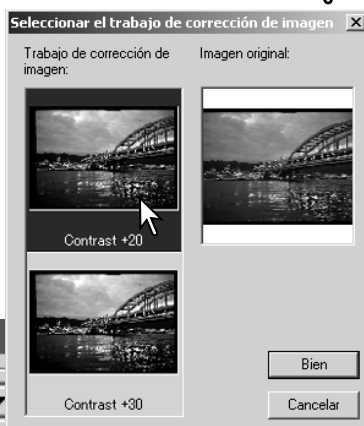 Seleccionar el trabajo de corrección de imagen
Trabajo de corrección de
imagen:
Imagen original:
Contrast +20
Contrast +30
Bien
Cancelar